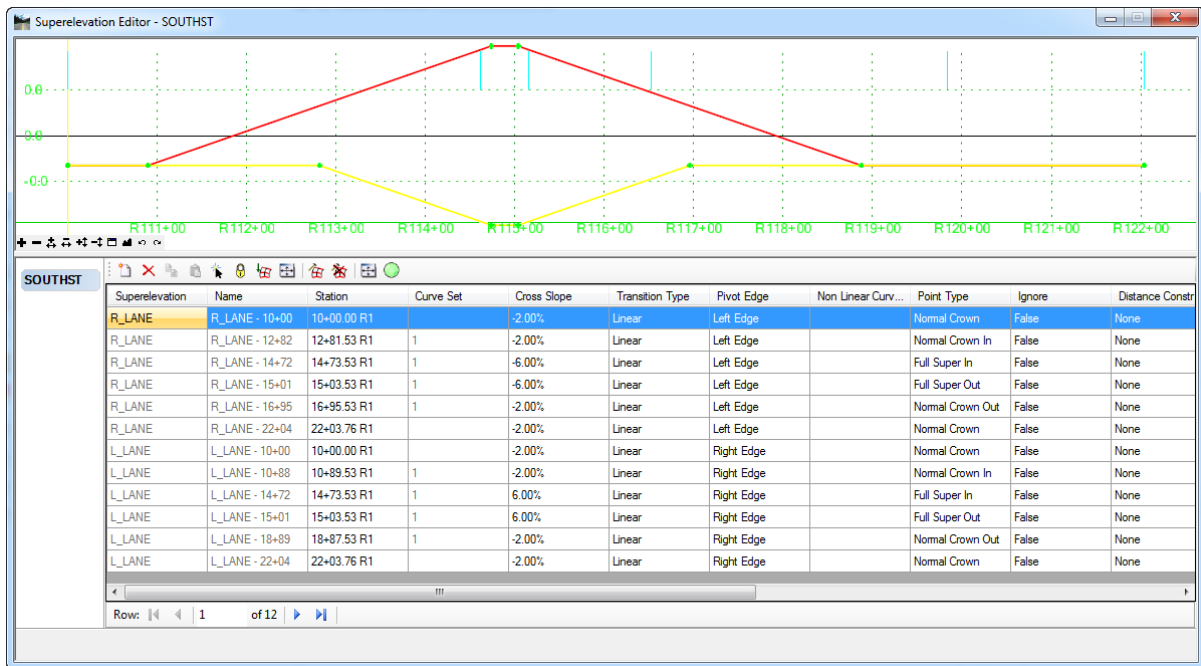 Superelevation Editor - SOUTHST
0.0
0.0
-0.0
R111+00 R112+00 R113+00 R114+00 R115+00 R116+00 R117+00 R118+00 R119+00 R120+00 R121+00 R122+00
SOUTHST
Superelevation Name Station Curve Set Cross Slope Transition Type Pivot Edge Non Linear Curv... Point Type Ignore Distance Constr
R_LANE R_LANE - 10+00 10+00.00 R1 -2.00% Linear Left Edge Normal Crown False None
R_LANE R_LANE - 12+82 12+81.53 R1 1 -2.00% Linear Left Edge Normal Crown In False None
R_LANE R_LANE - 14+72 14+73.53 R1 1 -6.00% Linear Left Edge Full Super In False None
R_LANE R_LANE - 15+01 15+03.53 R1 1 -6.00% Linear Left Edge Full Super Out False None
R_LANE R_LANE - 16+95 16+95.53 R1 1 -2.00% Linear Left Edge Normal Crown Out False None
R_LANE R_LANE - 22+04 22+03.76 R1 -2.00% Linear Left Edge Normal Crown False None
L_LANE L_LANE - 10+00 10+00.00 R1 -2.00% Linear Right Edge Normal Crown False None
L_LANE L_LANE - 10+88 10+89.53 R1 1 -2.00% Linear Right Edge Normal Crown In False None
L_LANE L_LANE - 14+72 14+73.53 R1 1 6.00% Linear Right Edge Full Super In False None
L_LANE L_LANE - 15+01 15+03.53 R1 1 6.00% Linear Right Edge Full Super Out False None
L_LANE L_LANE - 18+89 18+87.53 R1 1 -2.00% Linear Right Edge Normal Crown Out False None
L_LANE L_LANE - 22+04 22+03.76 R1 -2.00% Linear Right Edge Normal Crown False None
Row: 1 of 12